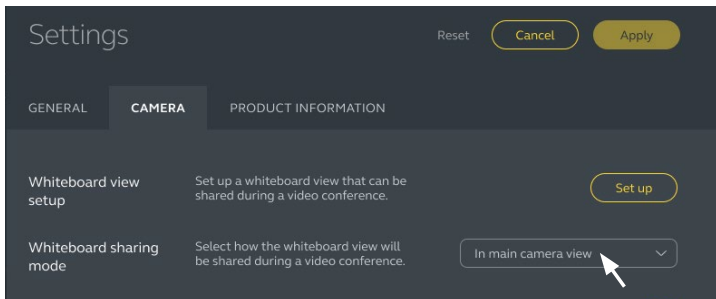 Settings
Reset
Cancel
Apply
GENERAL
CAMERA
PRODUCT INFORMATION
Whiteboard view
setup
Set up a whiteboard view that can be
shared during a video conference.
Set up
Whiteboard sharing
mode
Select how the whiteboard view will
be shared during a video conference.
In main camera view